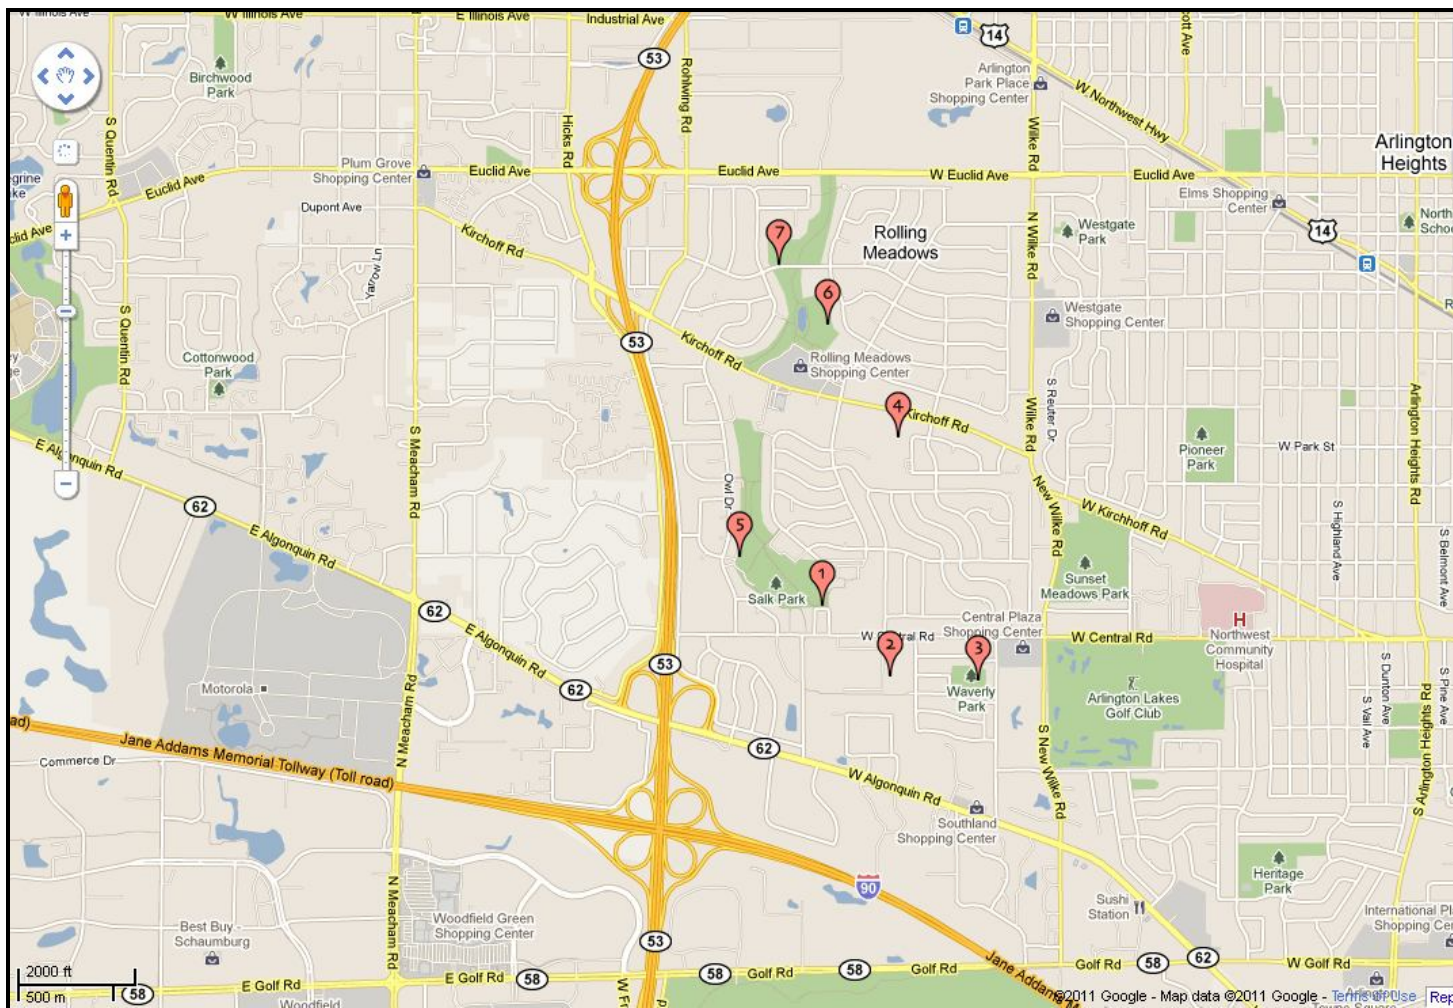 W Illinois Ave
E Illinois Ave
Industrial Ave
53
14
Arlington
Park Place
Shopping Center
W Northwest Hwy
Birchwood
Park
S Quentin Rd
Hicks Rd
Rohlwing Rd
Wilke Rd
Arlington
Heights
Plum Grove
Shopping Center
Euclid Ave
Euclid Ave
Euclid Ave
W Euclid Ave
Euclid Ave
Elms Shopping
Center
Dupont Ave
Kirchoff Rd
Yarrow Ln
7
Rolling
Meadows
N Wilke Rd
Westgate
Park
14
6
Westgate
Shopping Center
S Quentin Rd
Cottonwood
Park
53
Kirchoff Rd
Rolling Meadows
Shopping Center
4
Kirchoff Rd
Wilke Rd
S Reuter Dr
Pioneer
Park
W Park St
Arlington Heights Rd
E Algonquin Rd
S Meacham Rd
62
E Algonquin Rd
53
Owl Dr
New Wilke Rd
W Kirchhoff Rd
S Highland Ave
S Belmont Ave
5
1
Salk Park
Sunset
Meadows Park
62
E Algonquin Rd
W Central Rd
Central Plaza
Shopping Center
W Central Rd
H
Northwest
Community
Hospital
2
3
Waverly
Park
53
62
Motorola
Arlington Lakes
Golf Club
S Dunton Ave
S Vail Ave
S Pine Ave
N Meacham Rd
Jane Addams Memorial Tollway (Toll road)
Commerce Dr
62
W Algonquin Rd
S New Wilke Rd
S Arlington Heights Rd
Southland
Shopping Center
90
Heritage
Park
N Meacham Rd
Best Buy -
Schaumburg
Woodfield Green
Shopping Center
53
Sushi
Station
62
International
2000 ft
500 m
58
E Golf Rd
E Golf Rd
58
58
58
Golf Rd
Golf Rd
58
W Golf Rd
Woodfield
©2011 Google - Map data ©2011 Google - Terms of Use